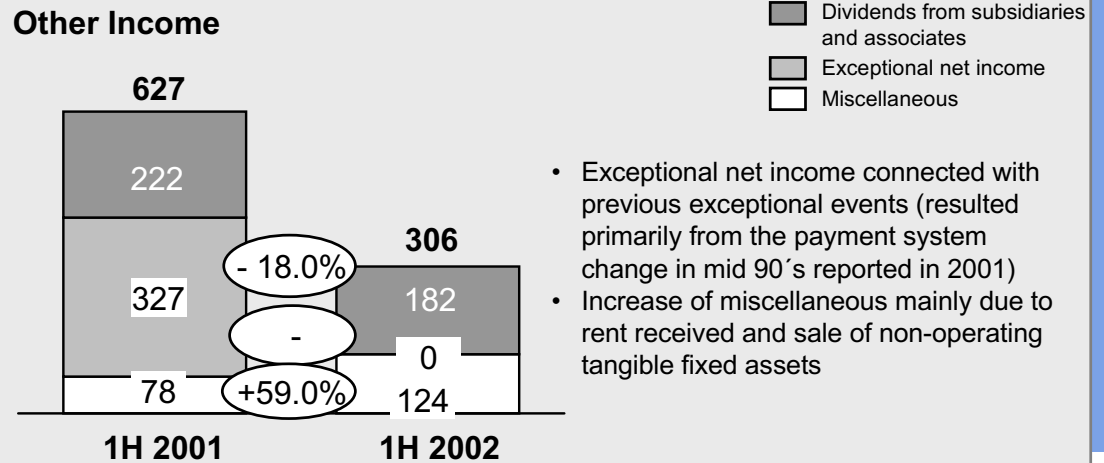 Other Income
Dividends from subsidiaries
and associates
Exceptional net income
Miscellaneous
627
222
327
78
- 18.0%
-
+59.0%
306
182
0
124
1H 2001
1H 2002
• Exceptional net income connected with
previous exceptional events (resulted
primarily from the payment system
change in mid 90´s reported in 2001)
• Increase of miscellaneous mainly due to
rent received and sale of non-operating
tangible fixed assets